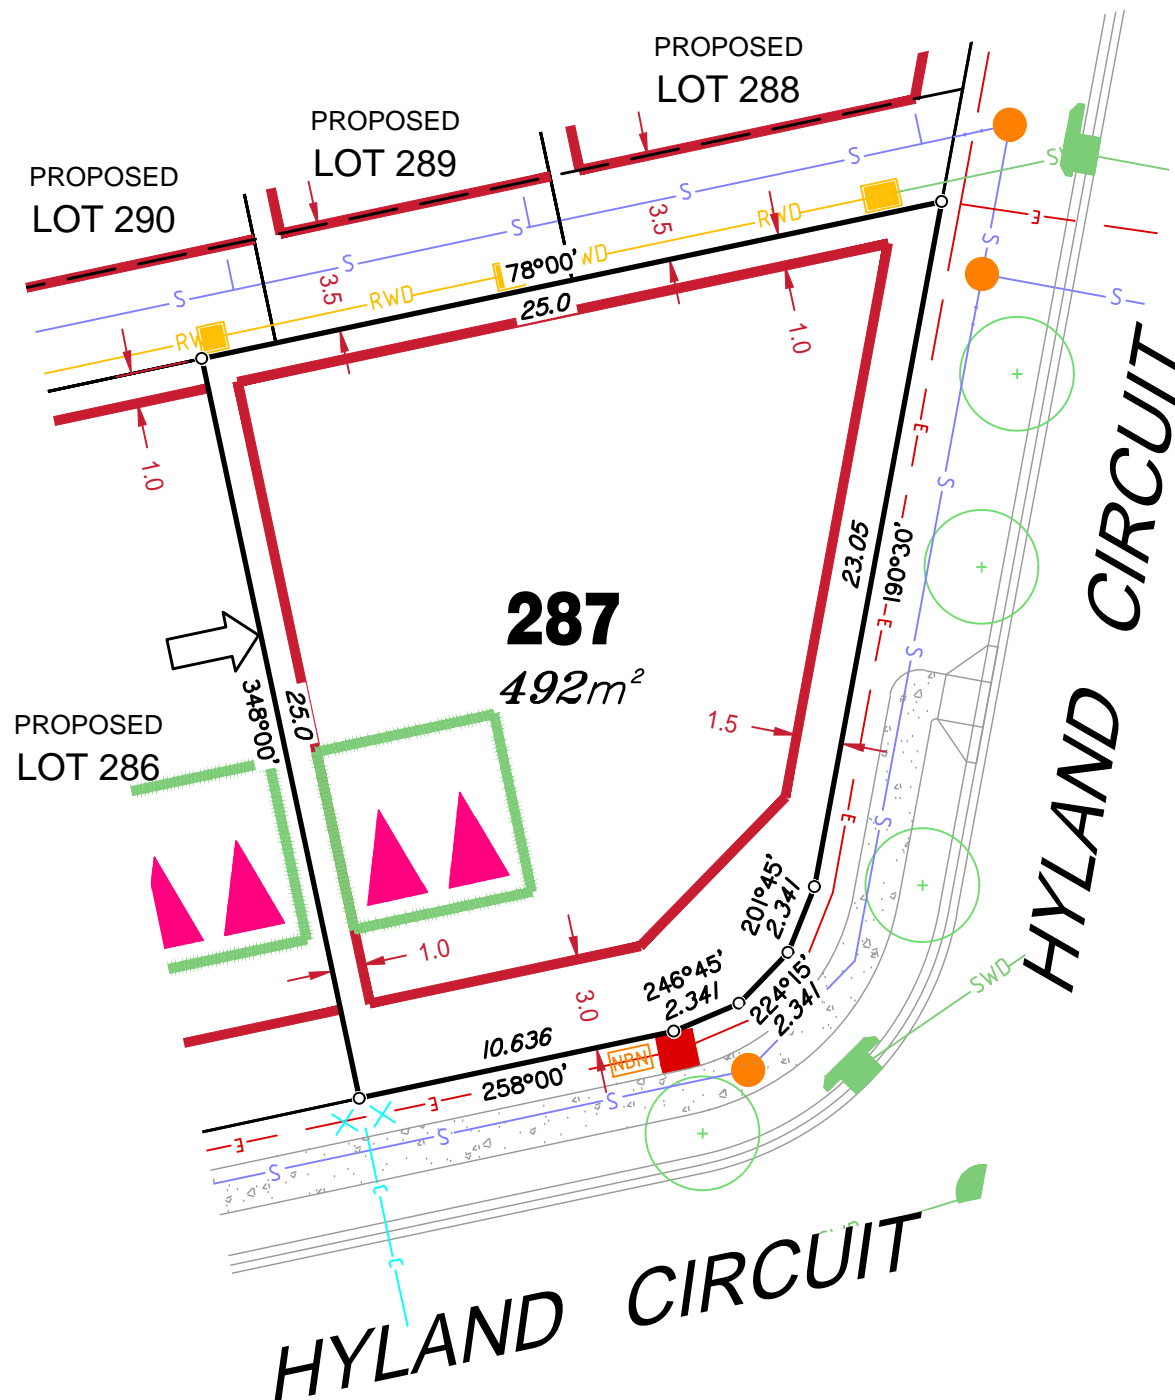 PROPOSED
LOT 288
PROPOSED
LOT 289
PROPOSED
LOT 290
S
S
S
S
S
RWD
RWD
WD
3.5
3.5
78°00'
25.0
1.0
1.0
E
S
S
E
S
HYLAND CIRCUIT
23.05
190°30'
E
S
287
492m²
348°00'
25.0
PROPOSED
LOT 286
1.5
E
S
201°45'
2.341
1.0
246°45'
2.341
224°15'
2.341
SWD
3.0
10.636
NBN
258°00'
E
S
E
S
S
C
C
HYLAND CIRCUIT